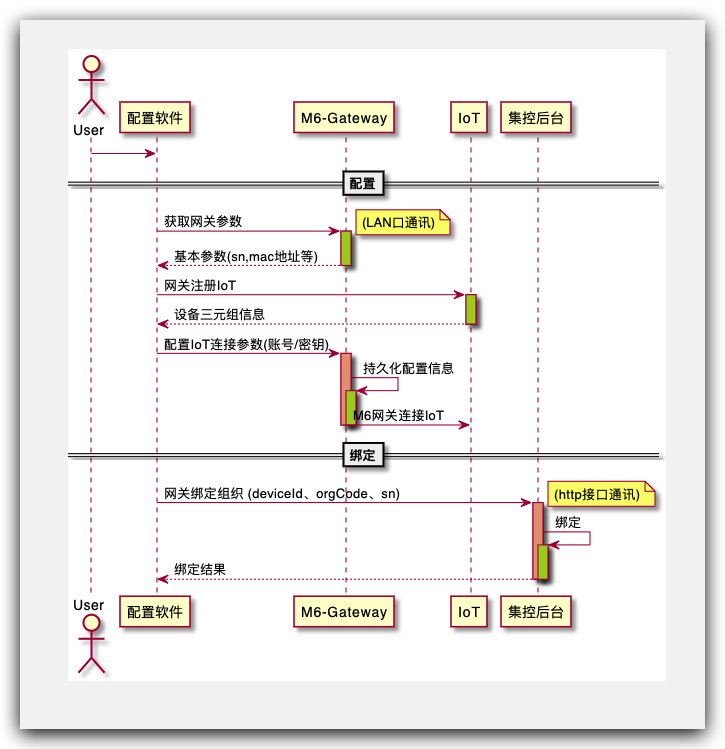 User
配置软件
M6-Gateway
IoT
集控后台
配置
获取网关参数
(LAN口通讯)
基本参数(sn,mac地址等)
网关注册IoT
设备三元组信息
配置IoT连接参数(账号/密钥)
持久化配置信息
M6网关连接IoT
绑定
网关绑定组织 (deviceId、orgCode、sn)
(http接口通讯)
绑定
绑定结果
User
配置软件
M6-Gateway
IoT
集控后台